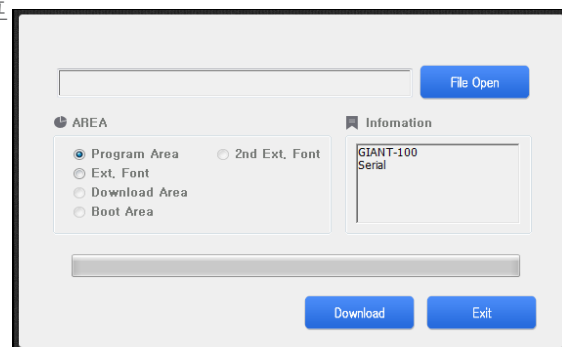 File Open
AREA
Infomation
Program Area
2nd Ext. Font
Ext. Font
Download Area
Boot Area
GIANT-100
Serial
Download
Exit